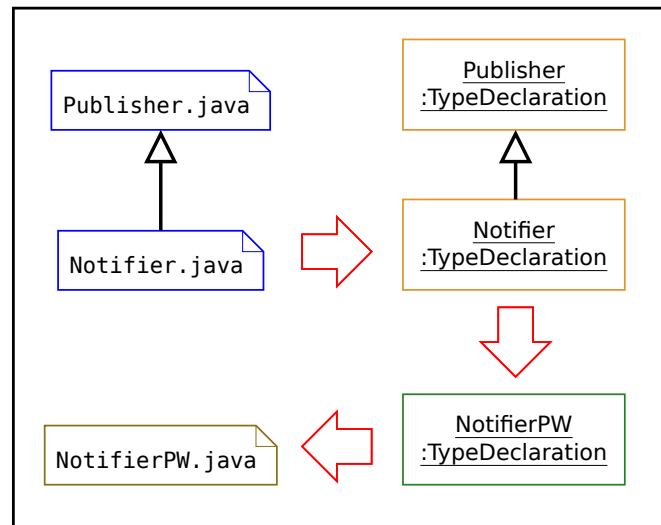 Publisher.java
Publisher
:TypeDeclaration
Notifier.java
Notifier
:TypeDeclaration
NotifierPW.java
NotifierPW
:TypeDeclaration